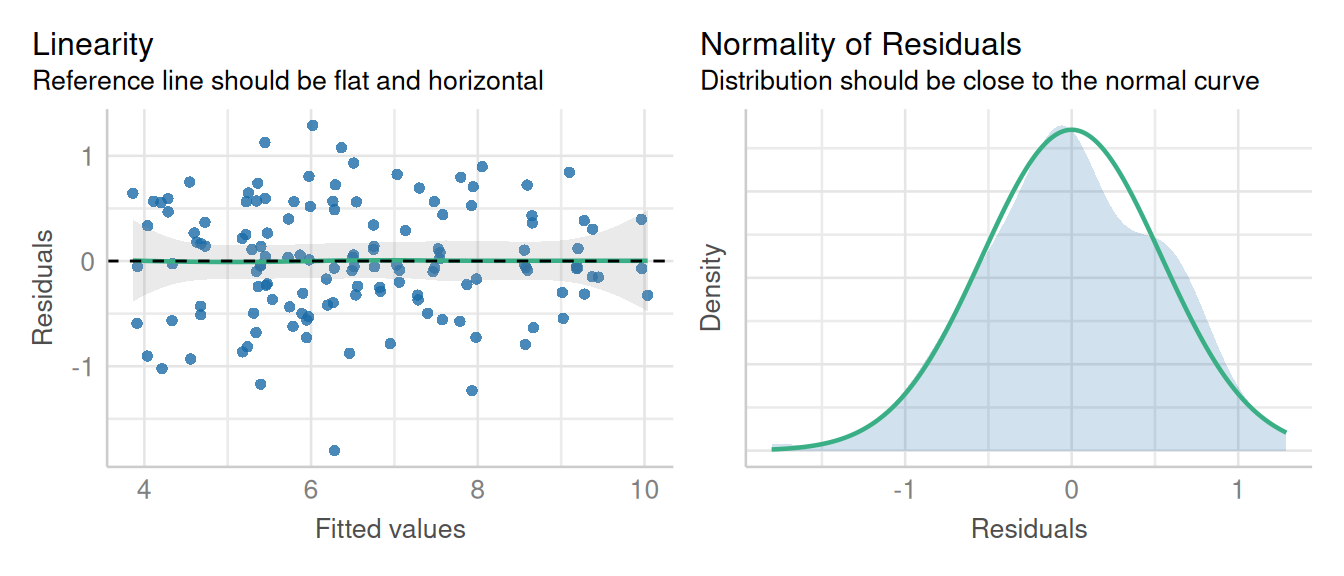 Linearity
Reference line should be flat and horizontal
Residuals
1
0
-1
4
6
8
10
Fitted values
Normality of Residuals
Distribution should be close to the normal curve
Density
-1
0
1
Residuals